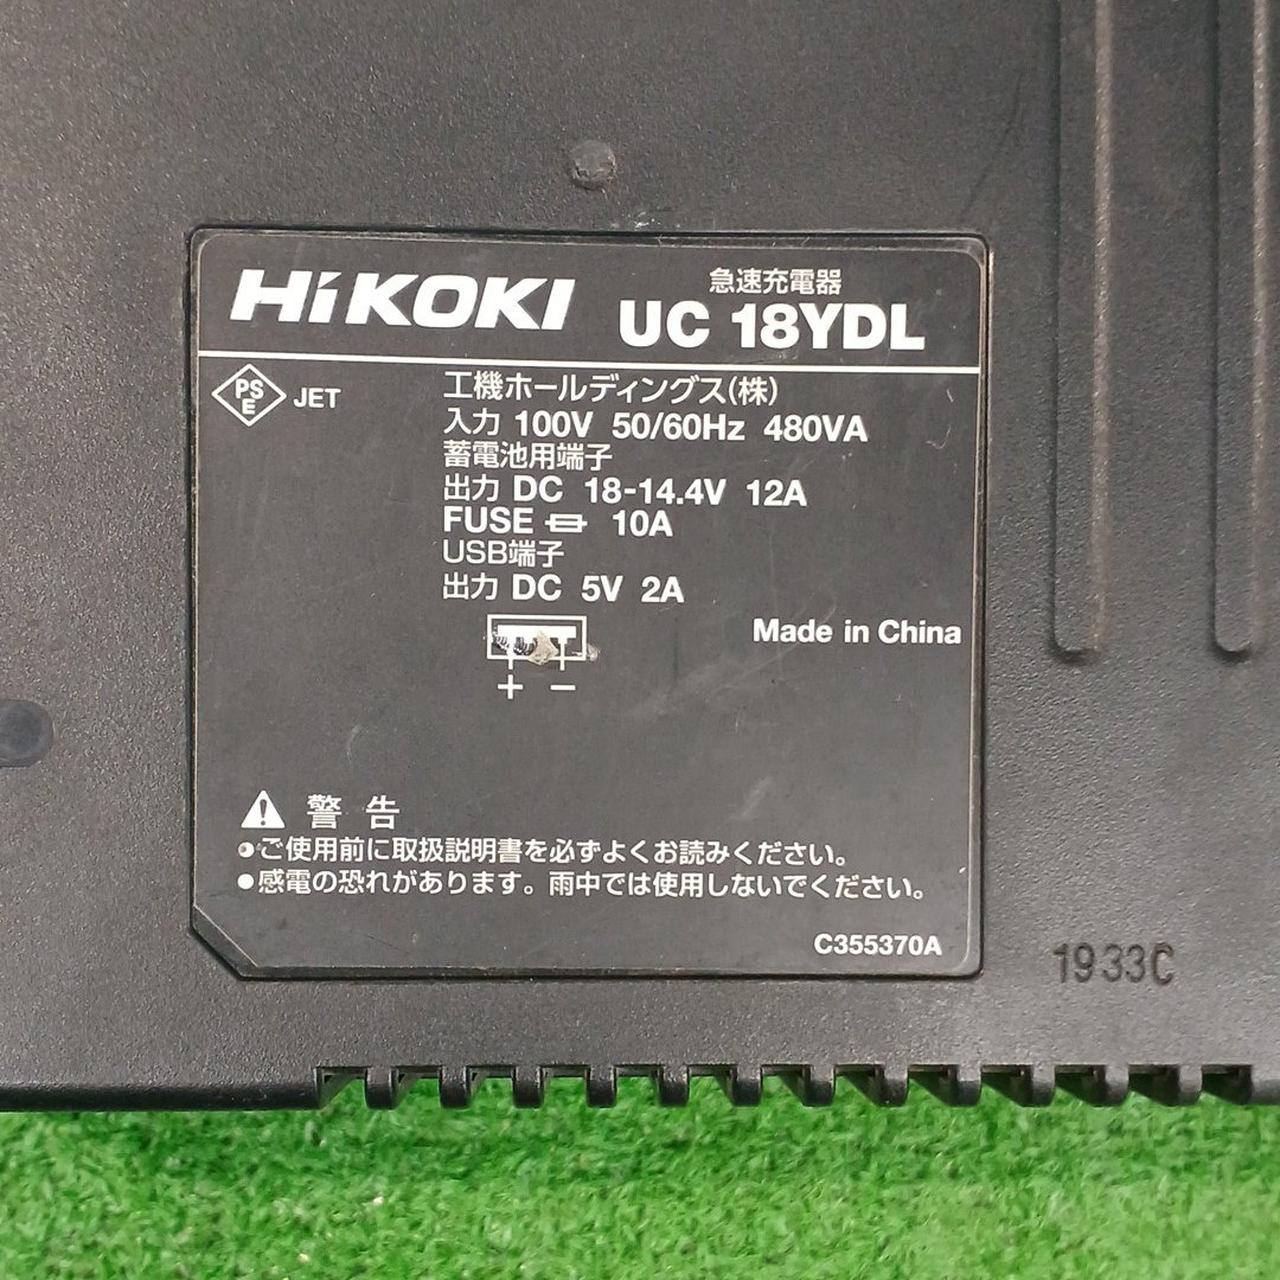 HiKOKI
急速充電器
UC 18YDL
PS
E
JET
工機ホールディングス(株)
入力 100V 50/60Hz 480VA
蓄電池用端子
出力 DC 18-14.4V 12A
FUSE 10A
USB端子
出力 DC 5V 2A
+ −
Made in China
警告
●ご使用前に取扱説明書を必ずよくお読みください。
●感電の恐れがあります。雨中では使用しないでください。
C355370A
1933C